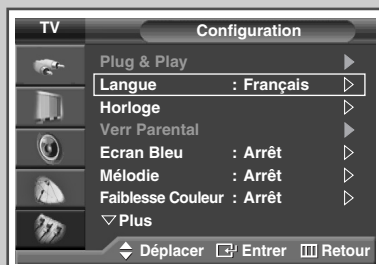 TV Configuration
Plug & Play
Langue : Français
Horloge
Verr Parental
Ecran Bleu : Arrêt
Mélodie : Arrêt
Faiblesse Couleur : Arrêt
Plus
Déplacer Entrer Retour